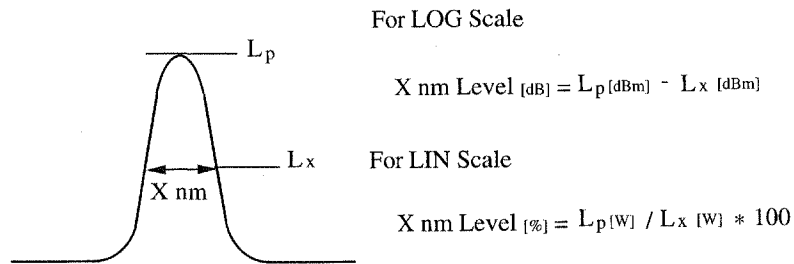 For LOG Scale
Lp
X nm Level [dB] = Lp [dBm] - Lx [dBm]
Lx
For LIN Scale
X nm
X nm Level [%] = Lp [W] / Lx [W] * 100